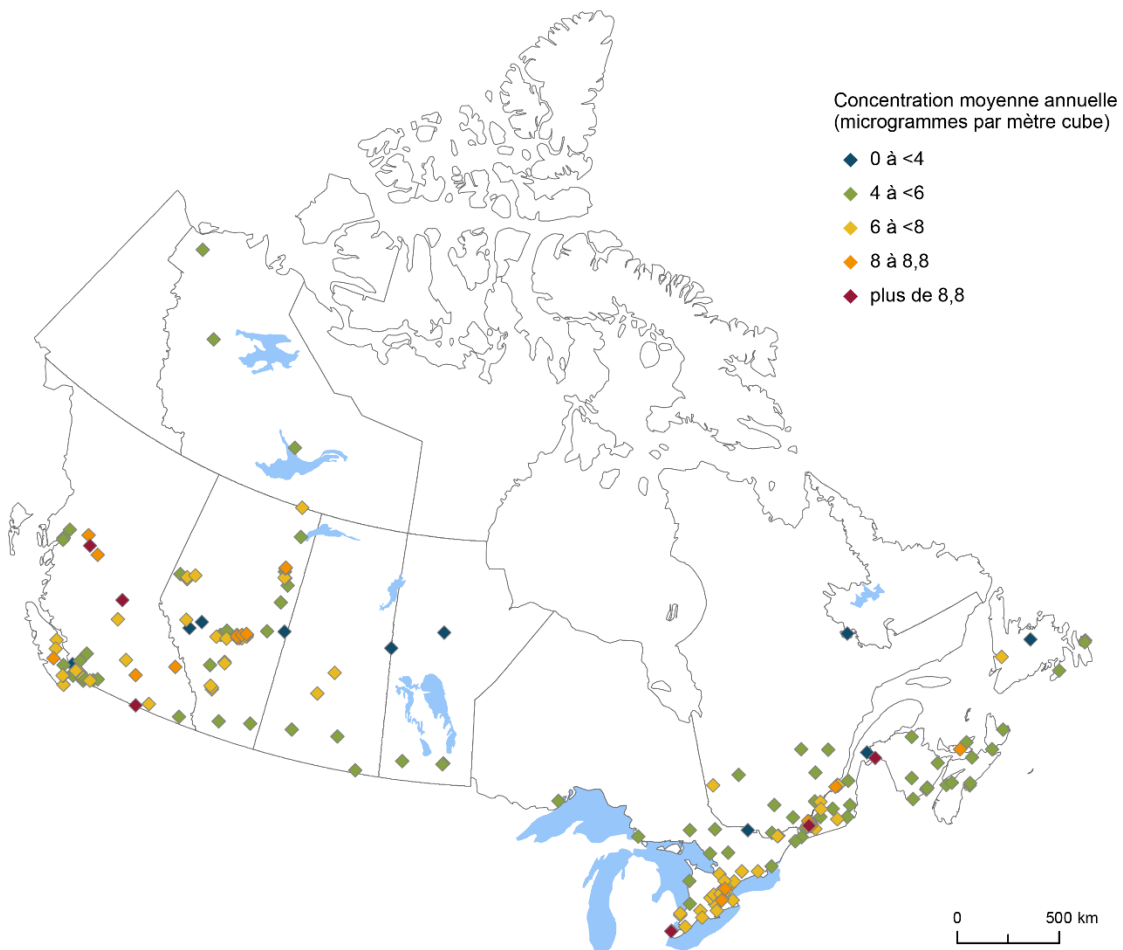 Concentration moyenne annuelle
(microgrammes par mètre cube)
0 à <4
4 à <6
6 à <8
8 à 8,8
plus de 8,8
0 500 km